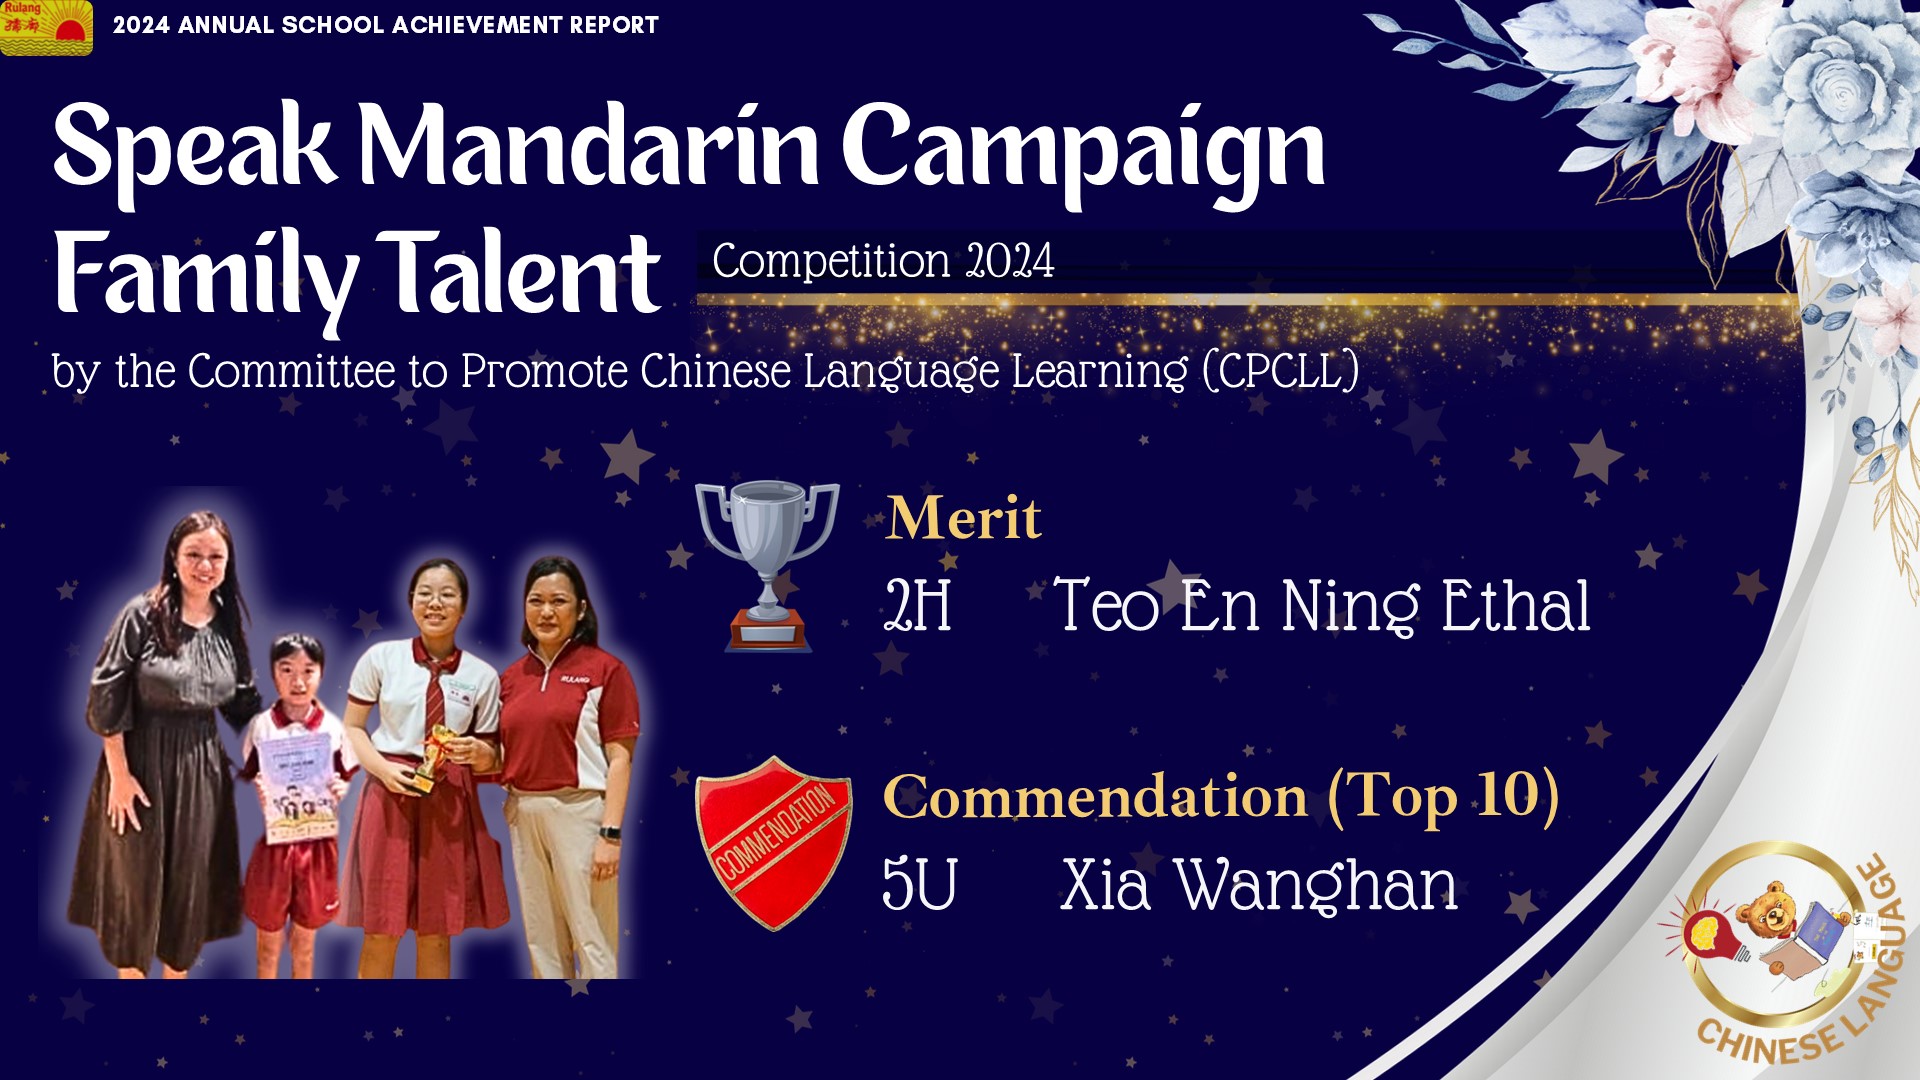 Rulang
2024 ANNUAL SCHOOL ACHIEVEMENT REPORT
Speak Mandarin Campaign
Family Talent
Competition 2024
by the Committee to Promote Chinese Language Learning (CPCLL)
Merit
2H Teo En Ning Ethal
RULANG
Commendation (Top 10)
COMMENDATION
5U Xia Wanghan
CHINESE LANGUAGE